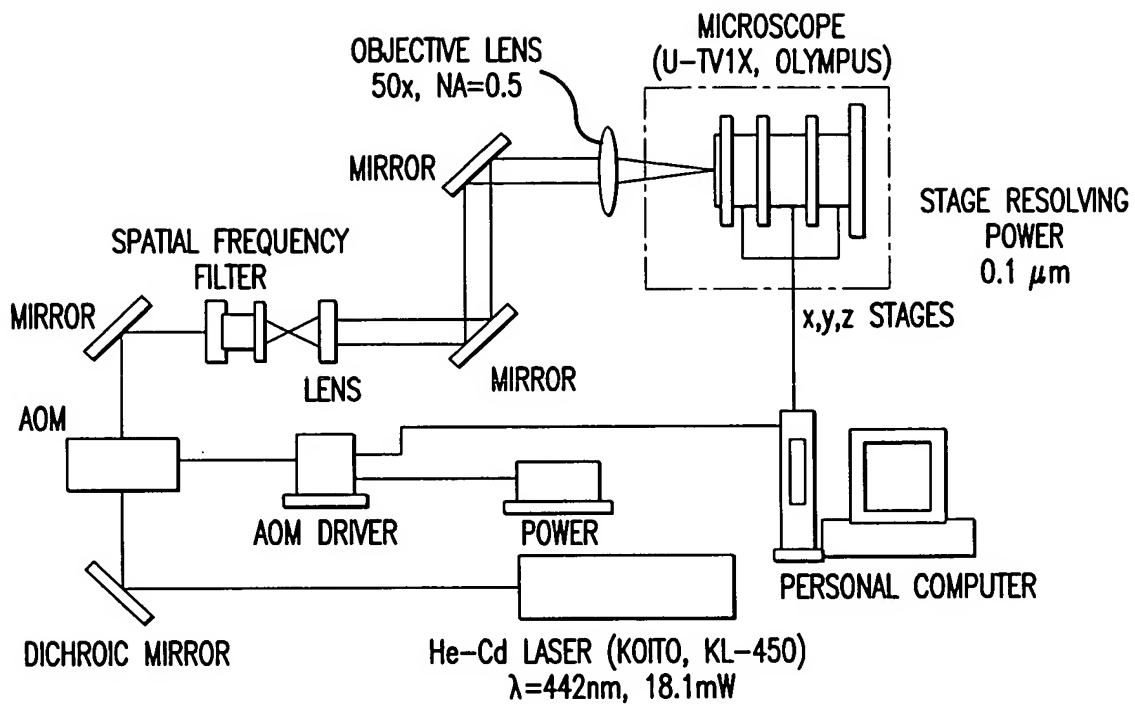 MICROSCOPE
(U-TV1X, OLYMPUS)
OBJECTIVE LENS
50x, NA=0.5
MIRROR
STAGE RESOLVING
POWER
0.1 μm
SPATIAL FREQUENCY
FILTER
MIRROR
x,y,z STAGES
LENS
MIRROR
AOM
AOM DRIVER
POWER
PERSONAL COMPUTER
DICHROIC MIRROR
He-Cd LASER (KOITO, KL-450)
λ=442nm, 18.1mW